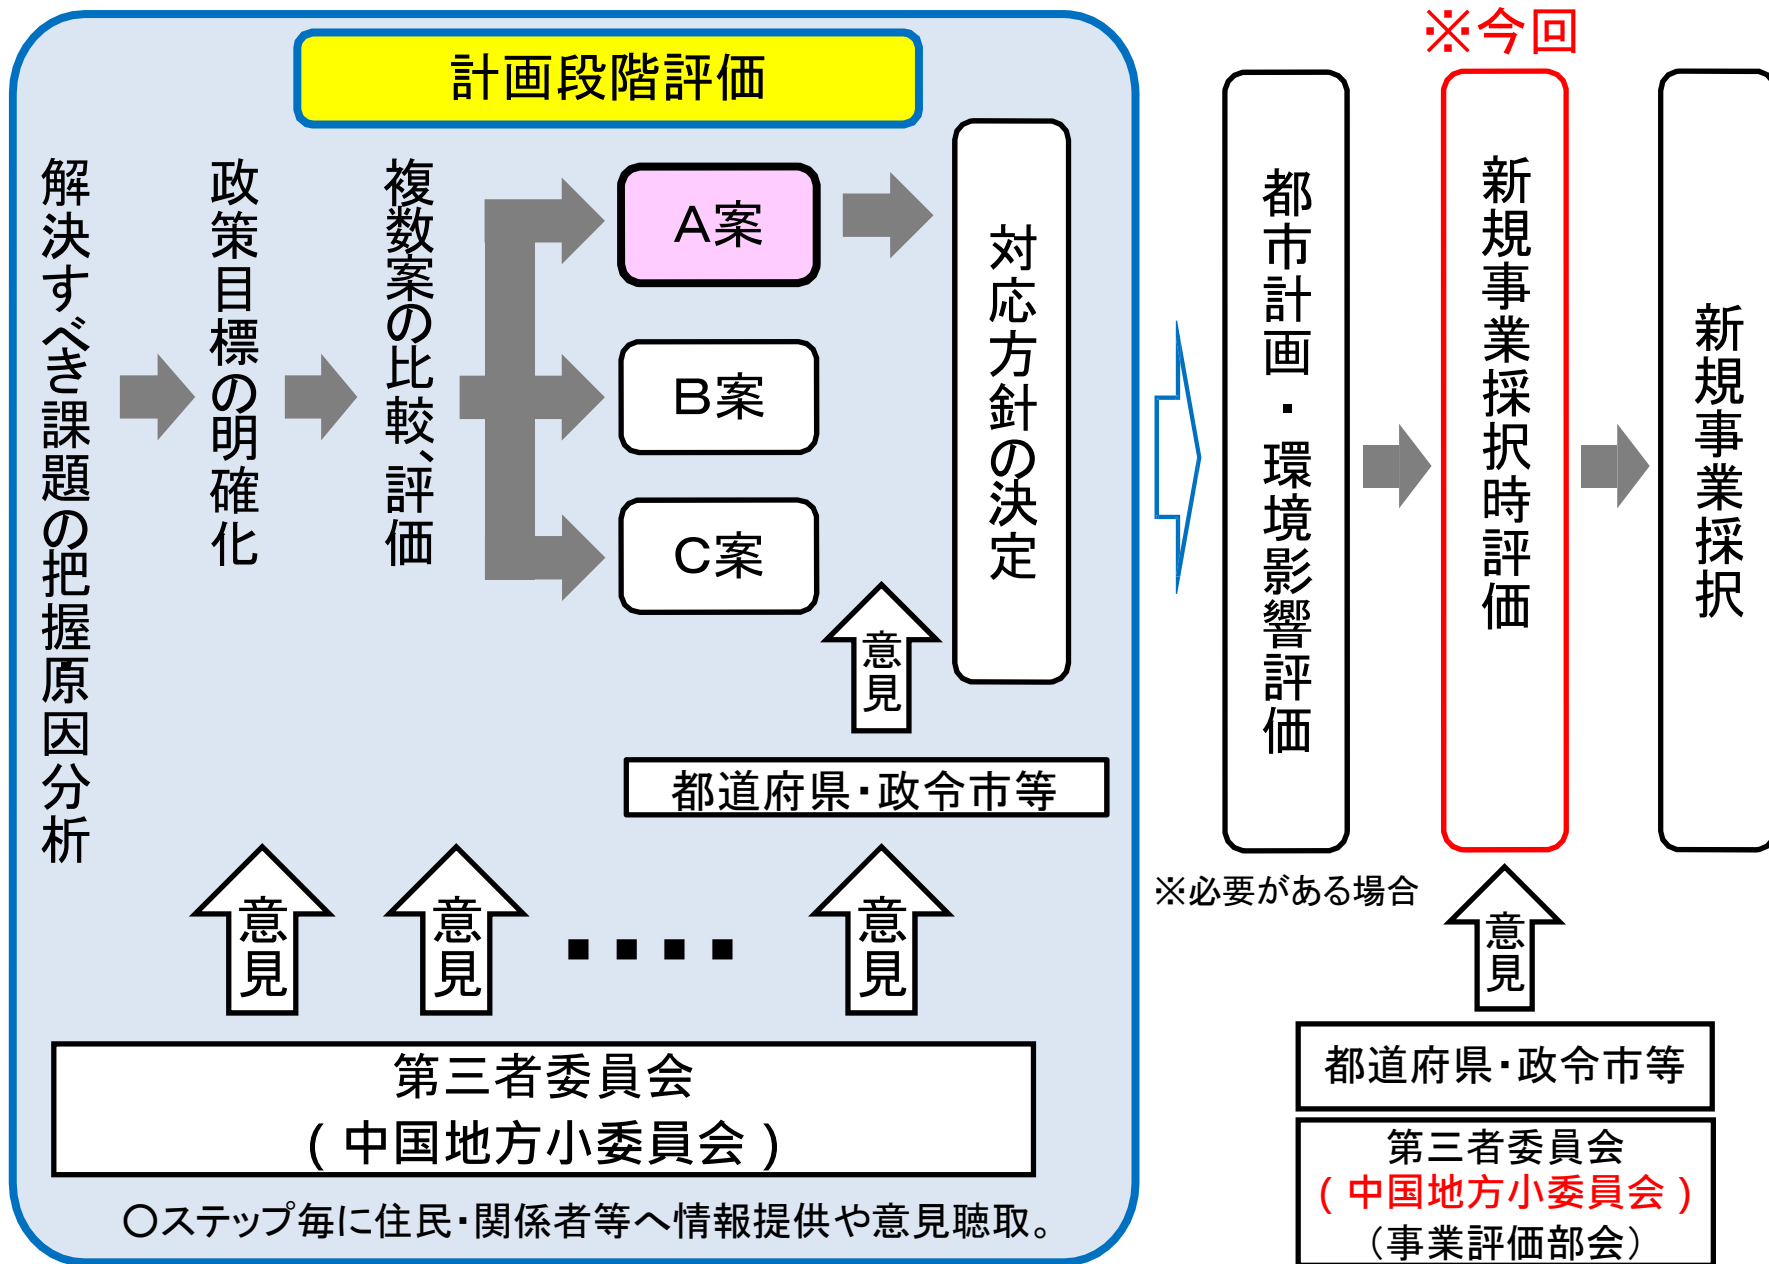 ※今回
計画段階評価
解決すべき課題の把握原因分析
政策目標の明確化
複数案の比較、評価
A案
B案
C案
対応方針の決定
意見
都道府県・政令市等
意見
意見
・・・・
意見
第三者委員会
(中国地方小委員会)
○ステップ毎に住民・関係者等へ情報提供や意見聴取。
都市計画・環境影響評価
※必要がある場合
新規事業採択時評価
新規事業採択
意見
都道府県・政令市等
第三者委員会
(中国地方小委員会)
（事業評価部会）